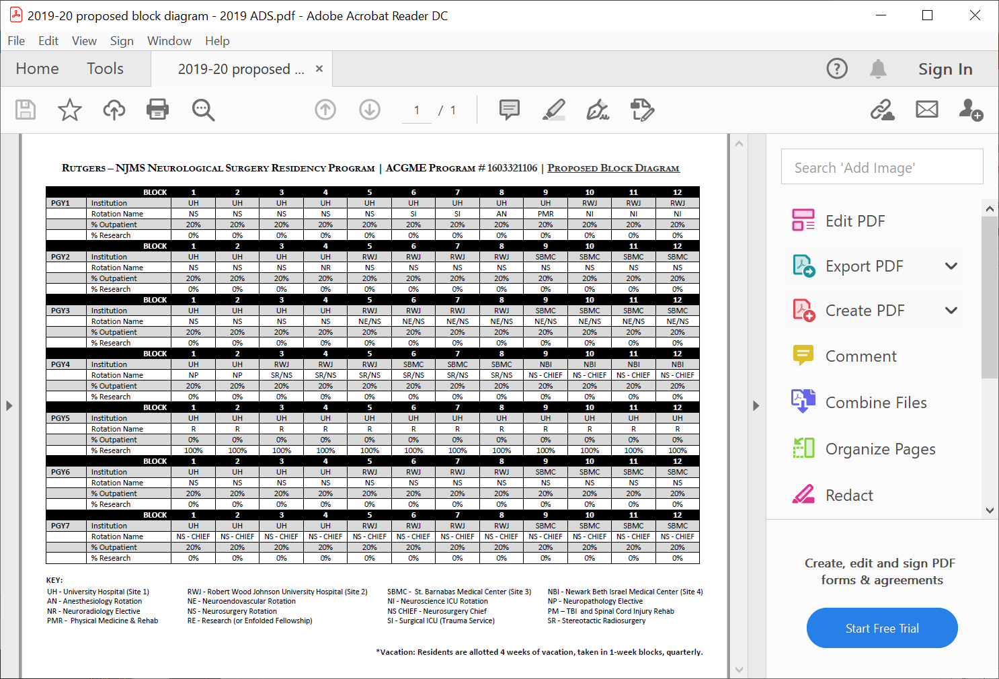 2019-20 proposed block diagram - 2019 ADS.pdf - Adobe Acrobat Reader DC
File Edit View Sign Window Help
Home Tools 2019-20 proposed ... × Sign In
1 / 1
RUTGERS – NJMS NEUROLOGICAL SURGERY RESIDENCY PROGRAM | ACGME PROGRAM # 1603321106 | PROPOSED BLOCK DIAGRAM
BLOCK 1 2 3 4 5 6 7 8 9 10 11 12
PGY1 Institution UH UH UH UH UH UH UH UH UH RWJ RWJ RWJ
Rotation Name NS NS NS NS NS SI SI AN PMR NI NI NI
% Outpatient 20% 20% 20% 20% 20% 20% 20% 20% 20% 20% 20% 20%
% Research 0% 0% 0% 0% 0% 0% 0% 0% 0% 0% 0% 0%
BLOCK 1 2 3 4 5 6 7 8 9 10 11 12
PGY2 Institution UH UH UH UH RWJ RWJ RWJ RWJ SBMC SBMC SBMC SBMC
Rotation Name NS NS NS NR NS NS NS NS NS NS NS NS
% Outpatient 20% 20% 20% 20% 20% 20% 20% 20% 20% 20% 20% 20%
% Research 0% 0% 0% 0% 0% 0% 0% 0% 0% 0% 0% 0%
BLOCK 1 2 3 4 5 6 7 8 9 10 11 12
PGY3 Institution UH UH UH UH RWJ RWJ RWJ RWJ SBMC SBMC SBMC SBMC
Rotation Name NS NS NS NS NE/NS NE/NS NE/NS NE/NS NE/NS NE/NS NE/NS NE/NS
% Outpatient 20% 20% 20% 20% 20% 20% 20% 20% 20% 20% 20% 20%
% Research 0% 0% 0% 0% 0% 0% 0% 0% 0% 0% 0% 0%
BLOCK 1 2 3 4 5 6 7 8 9 10 11 12
PGY4 Institution UH UH RWJ RWJ RWJ SBMC SBMC SBMC NBI NBI NBI NBI
Rotation Name NP NP SR/NS SR/NS SR/NS SR/NS SR/NS SR/NS NS - CHIEF NS - CHIEF NS - CHIEF NS - CHIEF
% Outpatient 20% 20% 20% 20% 20% 20% 20% 20% 20% 20% 20% 20%
% Research 0% 0% 0% 0% 0% 0% 0% 0% 0% 0% 0% 0%
BLOCK 1 2 3 4 5 6 7 8 9 10 11 12
PGY5 Institution UH UH UH UH UH UH UH UH UH UH UH UH
Rotation Name R R R R R R R R R R R R
% Outpatient 0% 0% 0% 0% 0% 0% 0% 0% 0% 0% 0% 0%
% Research 100% 100% 100% 100% 100% 100% 100% 100% 100% 100% 100% 100%
BLOCK 1 2 3 4 5 6 7 8 9 10 11 12
PGY6 Institution UH UH UH UH RWJ RWJ RWJ RWJ SBMC SBMC SBMC SBMC
Rotation Name NS NS NS NS NS NS NS NS NS NS NS NS
% Outpatient 20% 20% 20% 20% 20% 20% 20% 20% 20% 20% 20% 20%
% Research 0% 0% 0% 0% 0% 0% 0% 0% 0% 0% 0% 0%
BLOCK 1 2 3 4 5 6 7 8 9 10 11 12
PGY7 Institution UH UH UH UH RWJ RWJ RWJ RWJ SBMC SBMC SBMC SBMC
Rotation Name NS - CHIEF NS - CHIEF NS - CHIEF NS - CHIEF NS - CHIEF NS - CHIEF NS - CHIEF NS - CHIEF NS - CHIEF NS - CHIEF NS - CHIEF NS - CHIEF
% Outpatient 20% 20% 20% 20% 20% 20% 20% 20% 20% 20% 20% 20%
% Research 0% 0% 0% 0% 0% 0% 0% 0% 0% 0% 0% 0%
KEY:
UH - University Hospital (Site 1) RWJ - Robert Wood Johnson University Hospital (Site 2) SBMC - St. Barnabas Medical Center (Site 3) NBI - Newark Beth Israel Medical Center (Site 4)
AN - Anesthesiology Rotation NE - Neuroendovascular Rotation NI - Neuroscience ICU Rotation NP - Neuropathology Elective
NR - Neuroradiology Elective NS - Neurosurgery Rotation NS CHIEF - Neurosurgery Chief PM – TBI and Spinal Cord Injury Rehab
PMR - Physical Medicine & Rehab RE - Research (or Enfolded Fellowship) SI - Surgical ICU (Trauma Service) SR - Stereotactic Radiosurgery
*Vacation: Residents are allotted 4 weeks of vacation, taken in 1-week blocks, quarterly.
Search 'Add Image'
Edit PDF
Export PDF
Create PDF
Comment
Combine Files
Organize Pages
Redact
Create, edit and sign PDF
forms & agreements
Start Free Trial